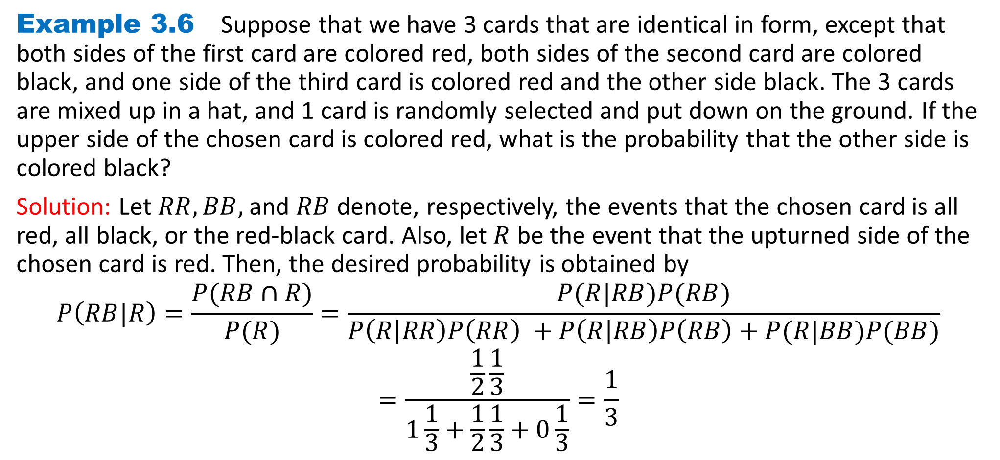 Example 3.6 Suppose that we have 3 cards that are identical in form, except that
both sides of the first card are colored red, both sides of the second card are colored
black, and one side of the third card is colored red and the other side black. The 3 cards
are mixed up in a hat, and 1 card is randomly selected and put down on the ground. If the
upper side of the chosen card is colored red, what is the probability that the other side is
colored black?
Solution: Let RR, BB, and RB denote, respectively, the events that the chosen card is all
red, all black, or the red-black card. Also, let R be the event that the upturned side of the
chosen card is red. Then, the desired probability is obtained by
P(RB|R) = \frac{P(RB ∩ R)}{P(R)} = \frac{P(R|RB)P(RB)}{P(R|RR)P(RR) + P(R|RB)P(RB) + P(R|BB)P(BB)}
= \frac{\frac{1}{2}\frac{1}{3}}{1\frac{1}{3} + \frac{1}{2}\frac{1}{3} + 0\frac{1}{3}} = \frac{1}{3}